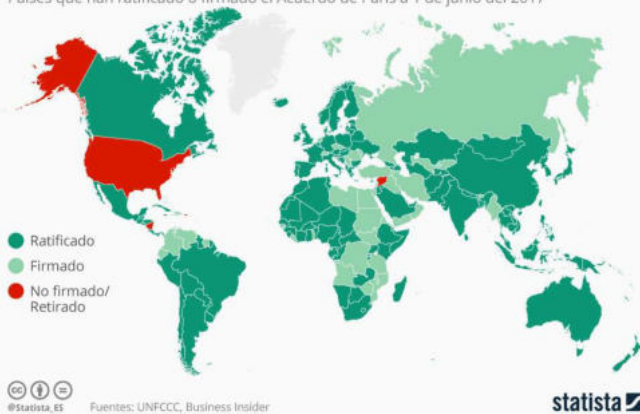 Países que han ratificado o firmado el Acuerdo de París a 1 de junio del 2017
Ratificado
Firmado
No firmado/
Retirado
@Statista_ES
Fuentes: UNFCCC, Business Insider
statista